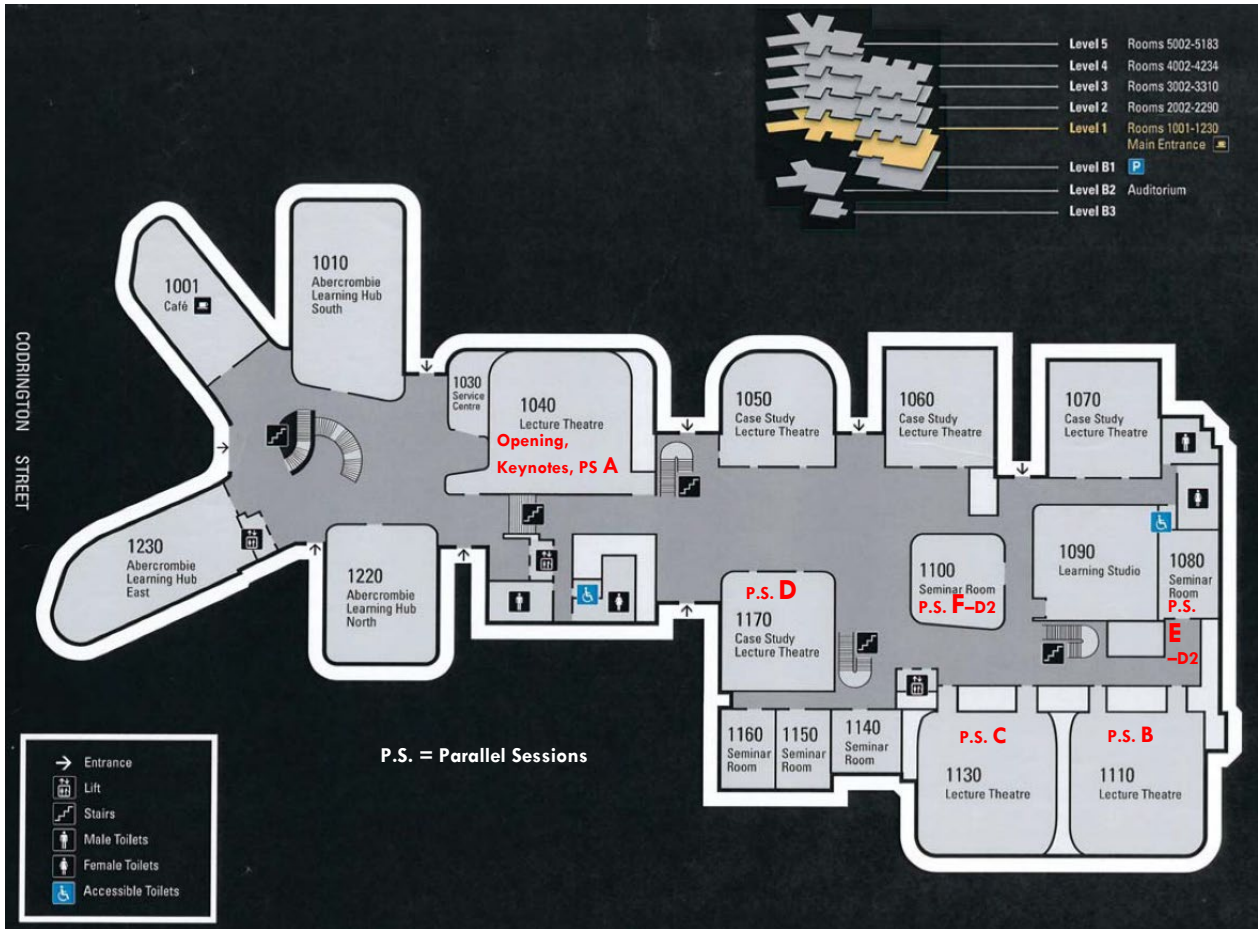 Level 5 Rooms 5002-5183
Level 4 Rooms 4002-4234
Level 3 Rooms 3002-3310
Level 2 Rooms 2002-2290
Level 1 Rooms 1001-1230
Main Entrance
Level B1 P
Level B2 Auditorium
Level B3
CODRINGTON STREET
1001
Café
1010
Abercrombie
Learning Hub
South
1030
Service
Centre
1040
Lecture Theatre
Opening,
Keynotes, PS A
1050
Case Study
Lecture Theatre
1060
Case Study
Lecture Theatre
1070
Case Study
Lecture Theatre
1230
Abercrombie
Learning Hub
East
1220
Abercrombie
Learning Hub
North
P.S. D
1170
Case Study
Lecture Theatre
1100
Seminar Room
P.S. F–D2
1090
Learning Studio
1080
Seminar
Room
P.S.
E
–D2
1160
Seminar
Room
1150
Seminar
Room
1140
Seminar
Room
P.S. C
1130
Lecture Theatre
P.S. B
1110
Lecture Theatre
P.S. = Parallel Sessions
Entrance
Lift
Stairs
Male Toilets
Female Toilets
Accessible Toilets